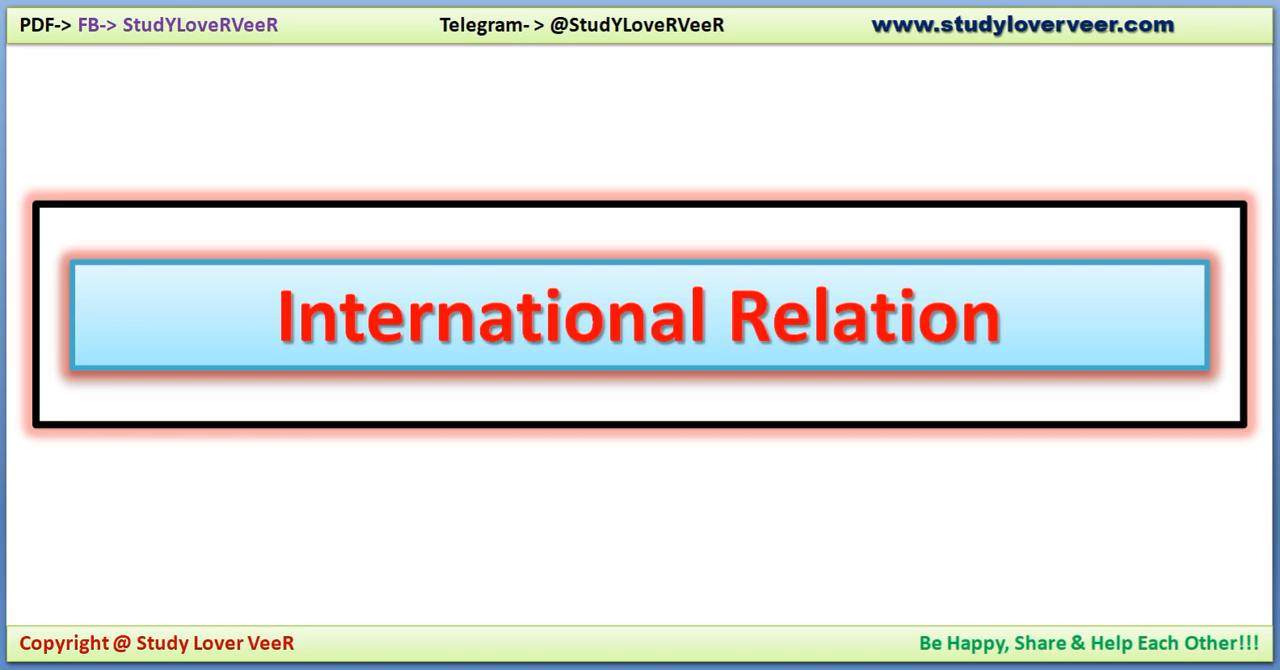 PDF-> FB-> StudYLoveRVeeR Telegram- > @StudYLoveRVeeR www.studyloverveer.com
International Relation
Copyright @ Study Lover VeeR Be Happy, Share & Help Each Other!!!